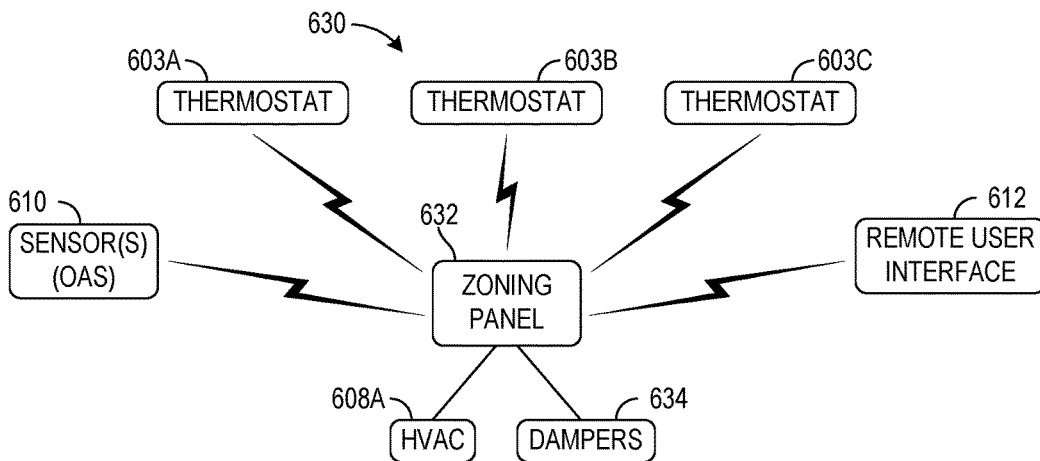 630
603A
603B
603C
THERMOSTAT
THERMOSTAT
THERMOSTAT
610
632
612
SENSOR(S)
(OAS)
ZONING
PANEL
REMOTE USER
INTERFACE
608A
634
HVAC
DAMPERS